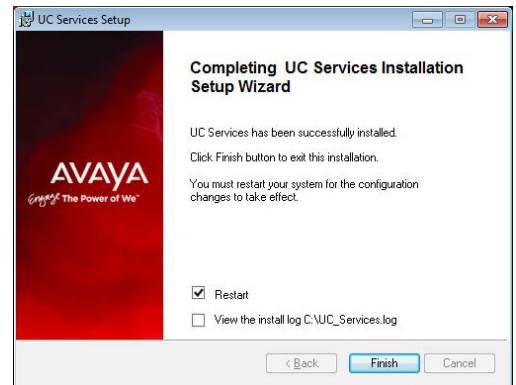 UC Services Setup
Completing UC Services Installation
Setup Wizard
UC Services has been successfully installed.
Click Finish button to exit this installation.
You must restart your system for the configuration
changes to take effect.
AVAYA
Engage The Power of We™
Restart
View the install log C:\UC_Services.log
< Back
Finish
Cancel